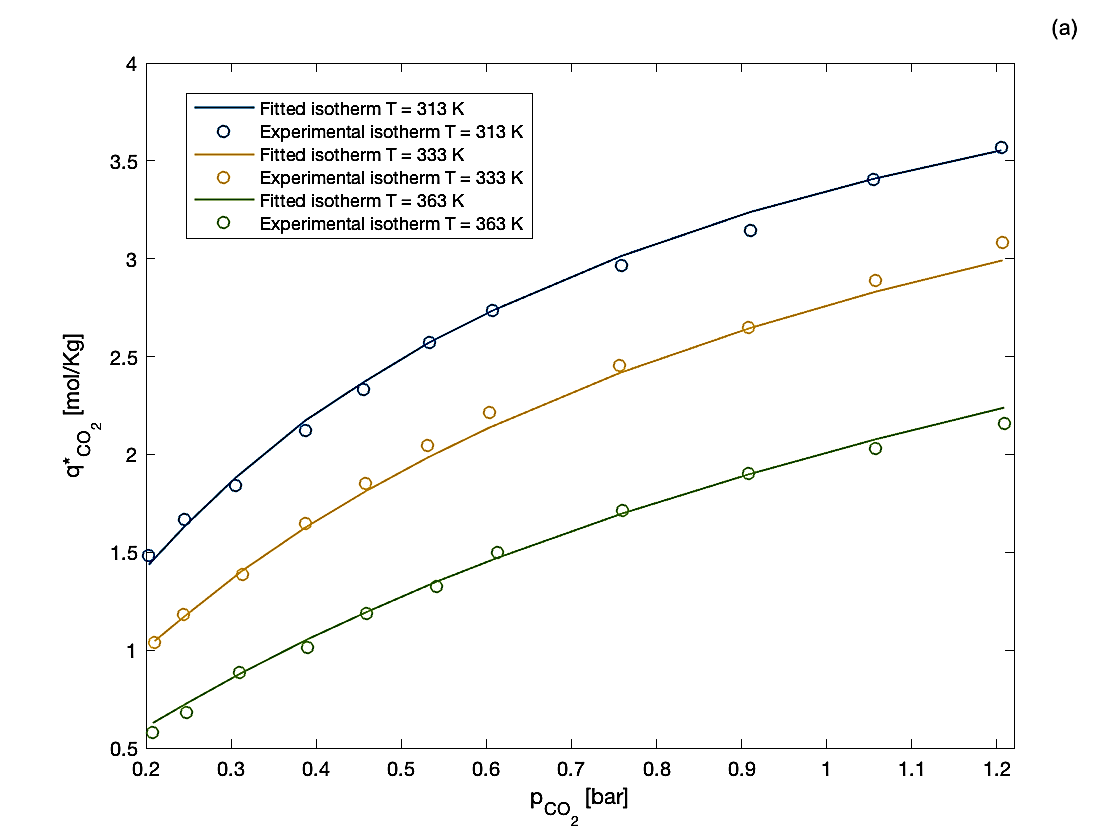 (a)
4
3.5
3
2.5
2
1.5
1
0.5
Fitted isotherm T = 313 K
Experimental isotherm T = 313 K
Fitted isotherm T = 333 K
Experimental isotherm T = 333 K
Fitted isotherm T = 363 K
Experimental isotherm T = 363 K
q*CO2 [mol/Kg]
0.2 0.3 0.4 0.5 0.6 0.7 0.8 0.9 1 1.1 1.2
pCO2 [bar]